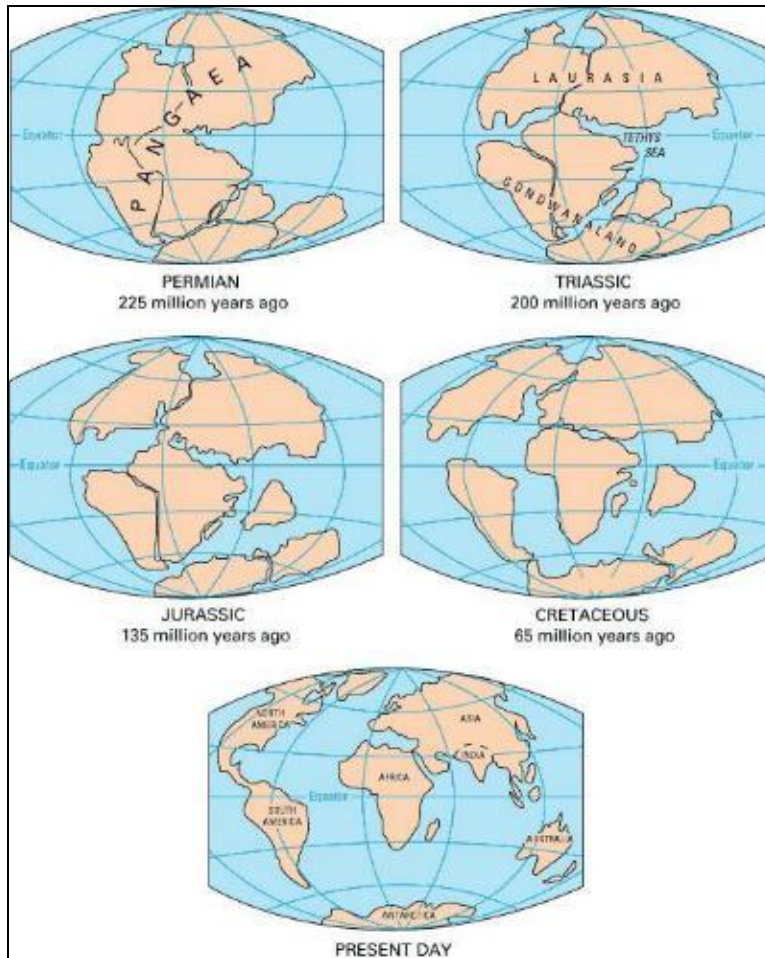 PANGAEA
Equator
PERMIAN
225 million years ago
LAURASIA
TETHYS
SEA
Equator
GONDWANALAND
TRIASSIC
200 million years ago
Equator
JURASSIC
135 million years ago
Equator
CRETACEOUS
65 million years ago
NORTH
AMERICA
ASIA
INDIA
AFRICA
Equator
SOUTH
AMERICA
AUSTRALIA
ANTARCTICA
PRESENT DAY